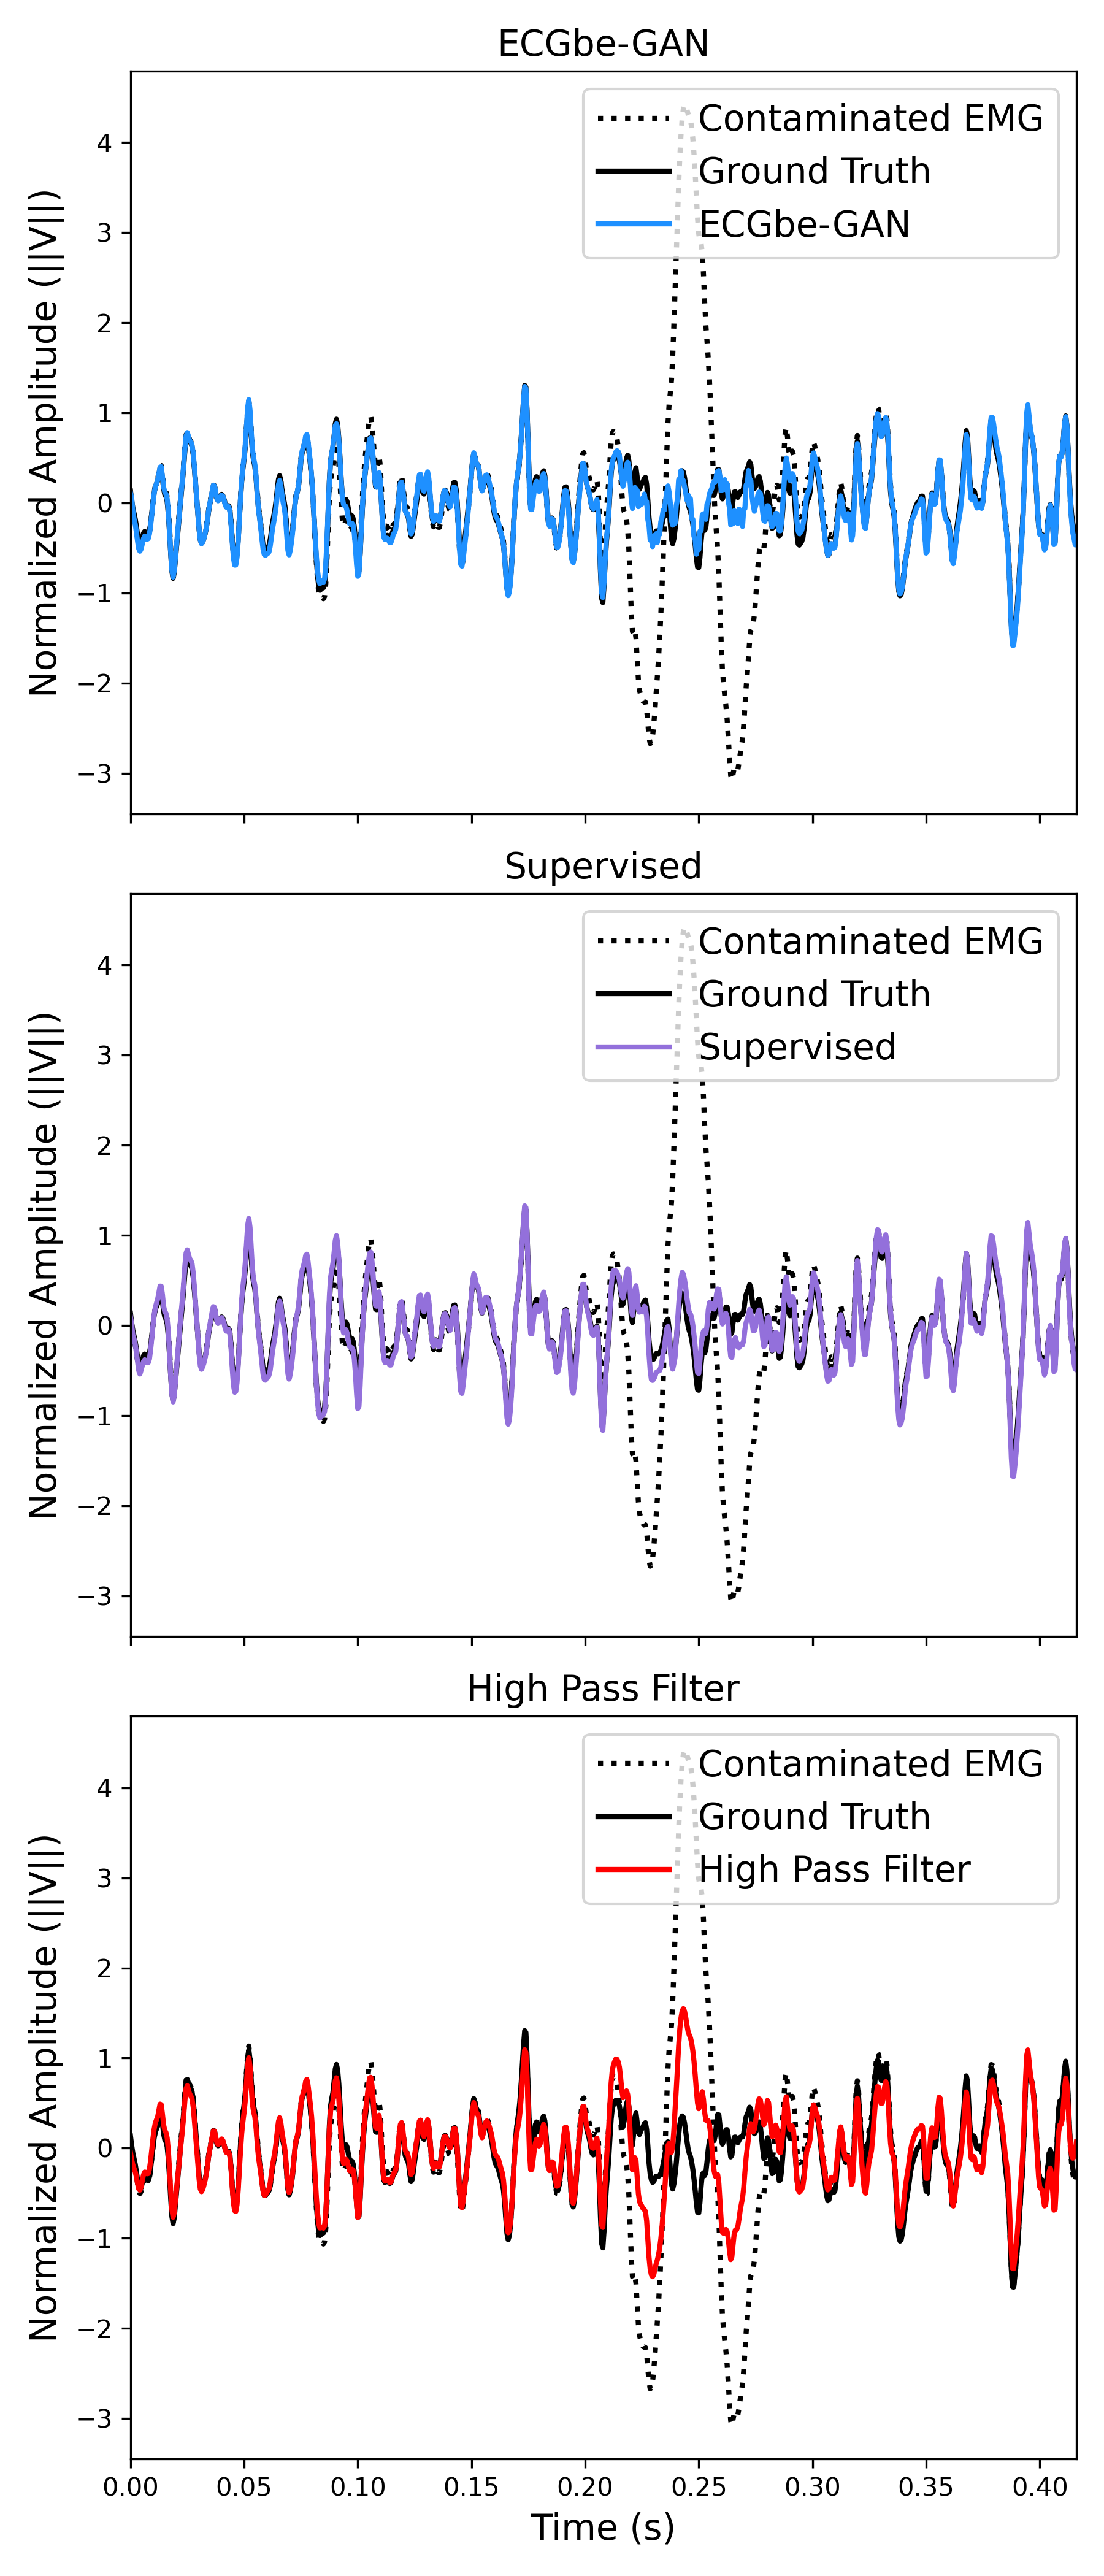 ECGbe-GAN
Contaminated EMG
Ground Truth
ECGbe-GAN
Normalized Amplitude (||V||)
4
3
2
1
0
−1
−2
−3
Supervised
Contaminated EMG
Ground Truth
Supervised
Normalized Amplitude (||V||)
4
3
2
1
0
−1
−2
−3
High Pass Filter
Contaminated EMG
Ground Truth
High Pass Filter
Normalized Amplitude (||V||)
4
3
2
1
0
−1
−2
−3
0.00 0.05 0.10 0.15 0.20 0.25 0.30 0.35 0.40
Time (s)